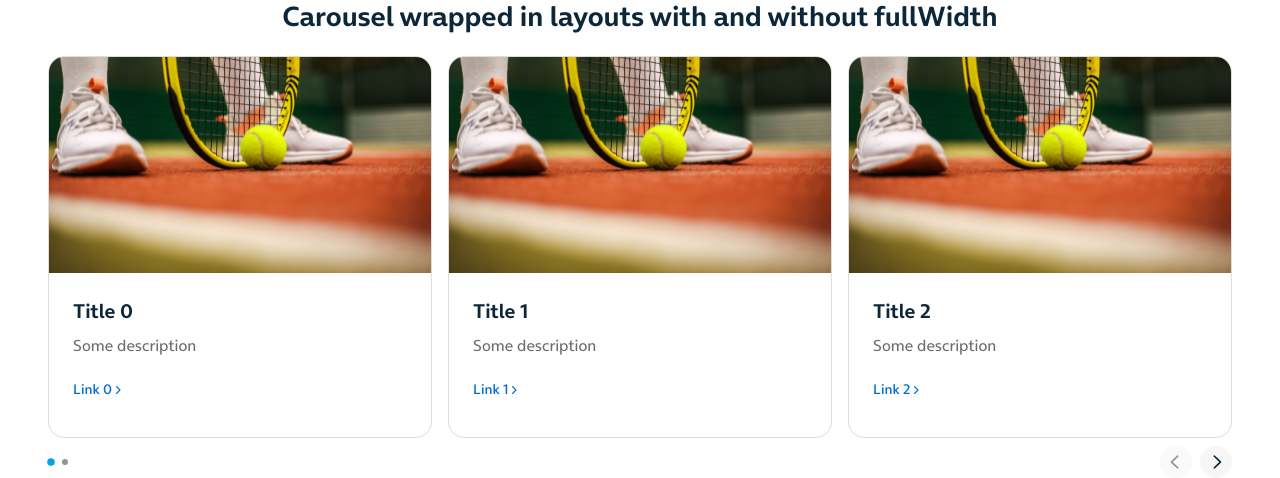 Carousel wrapped in layouts with and without fullWidth
Title 0
Some description
Link 0
Title 1
Some description
Link 1
Title 2
Some description
Link 2